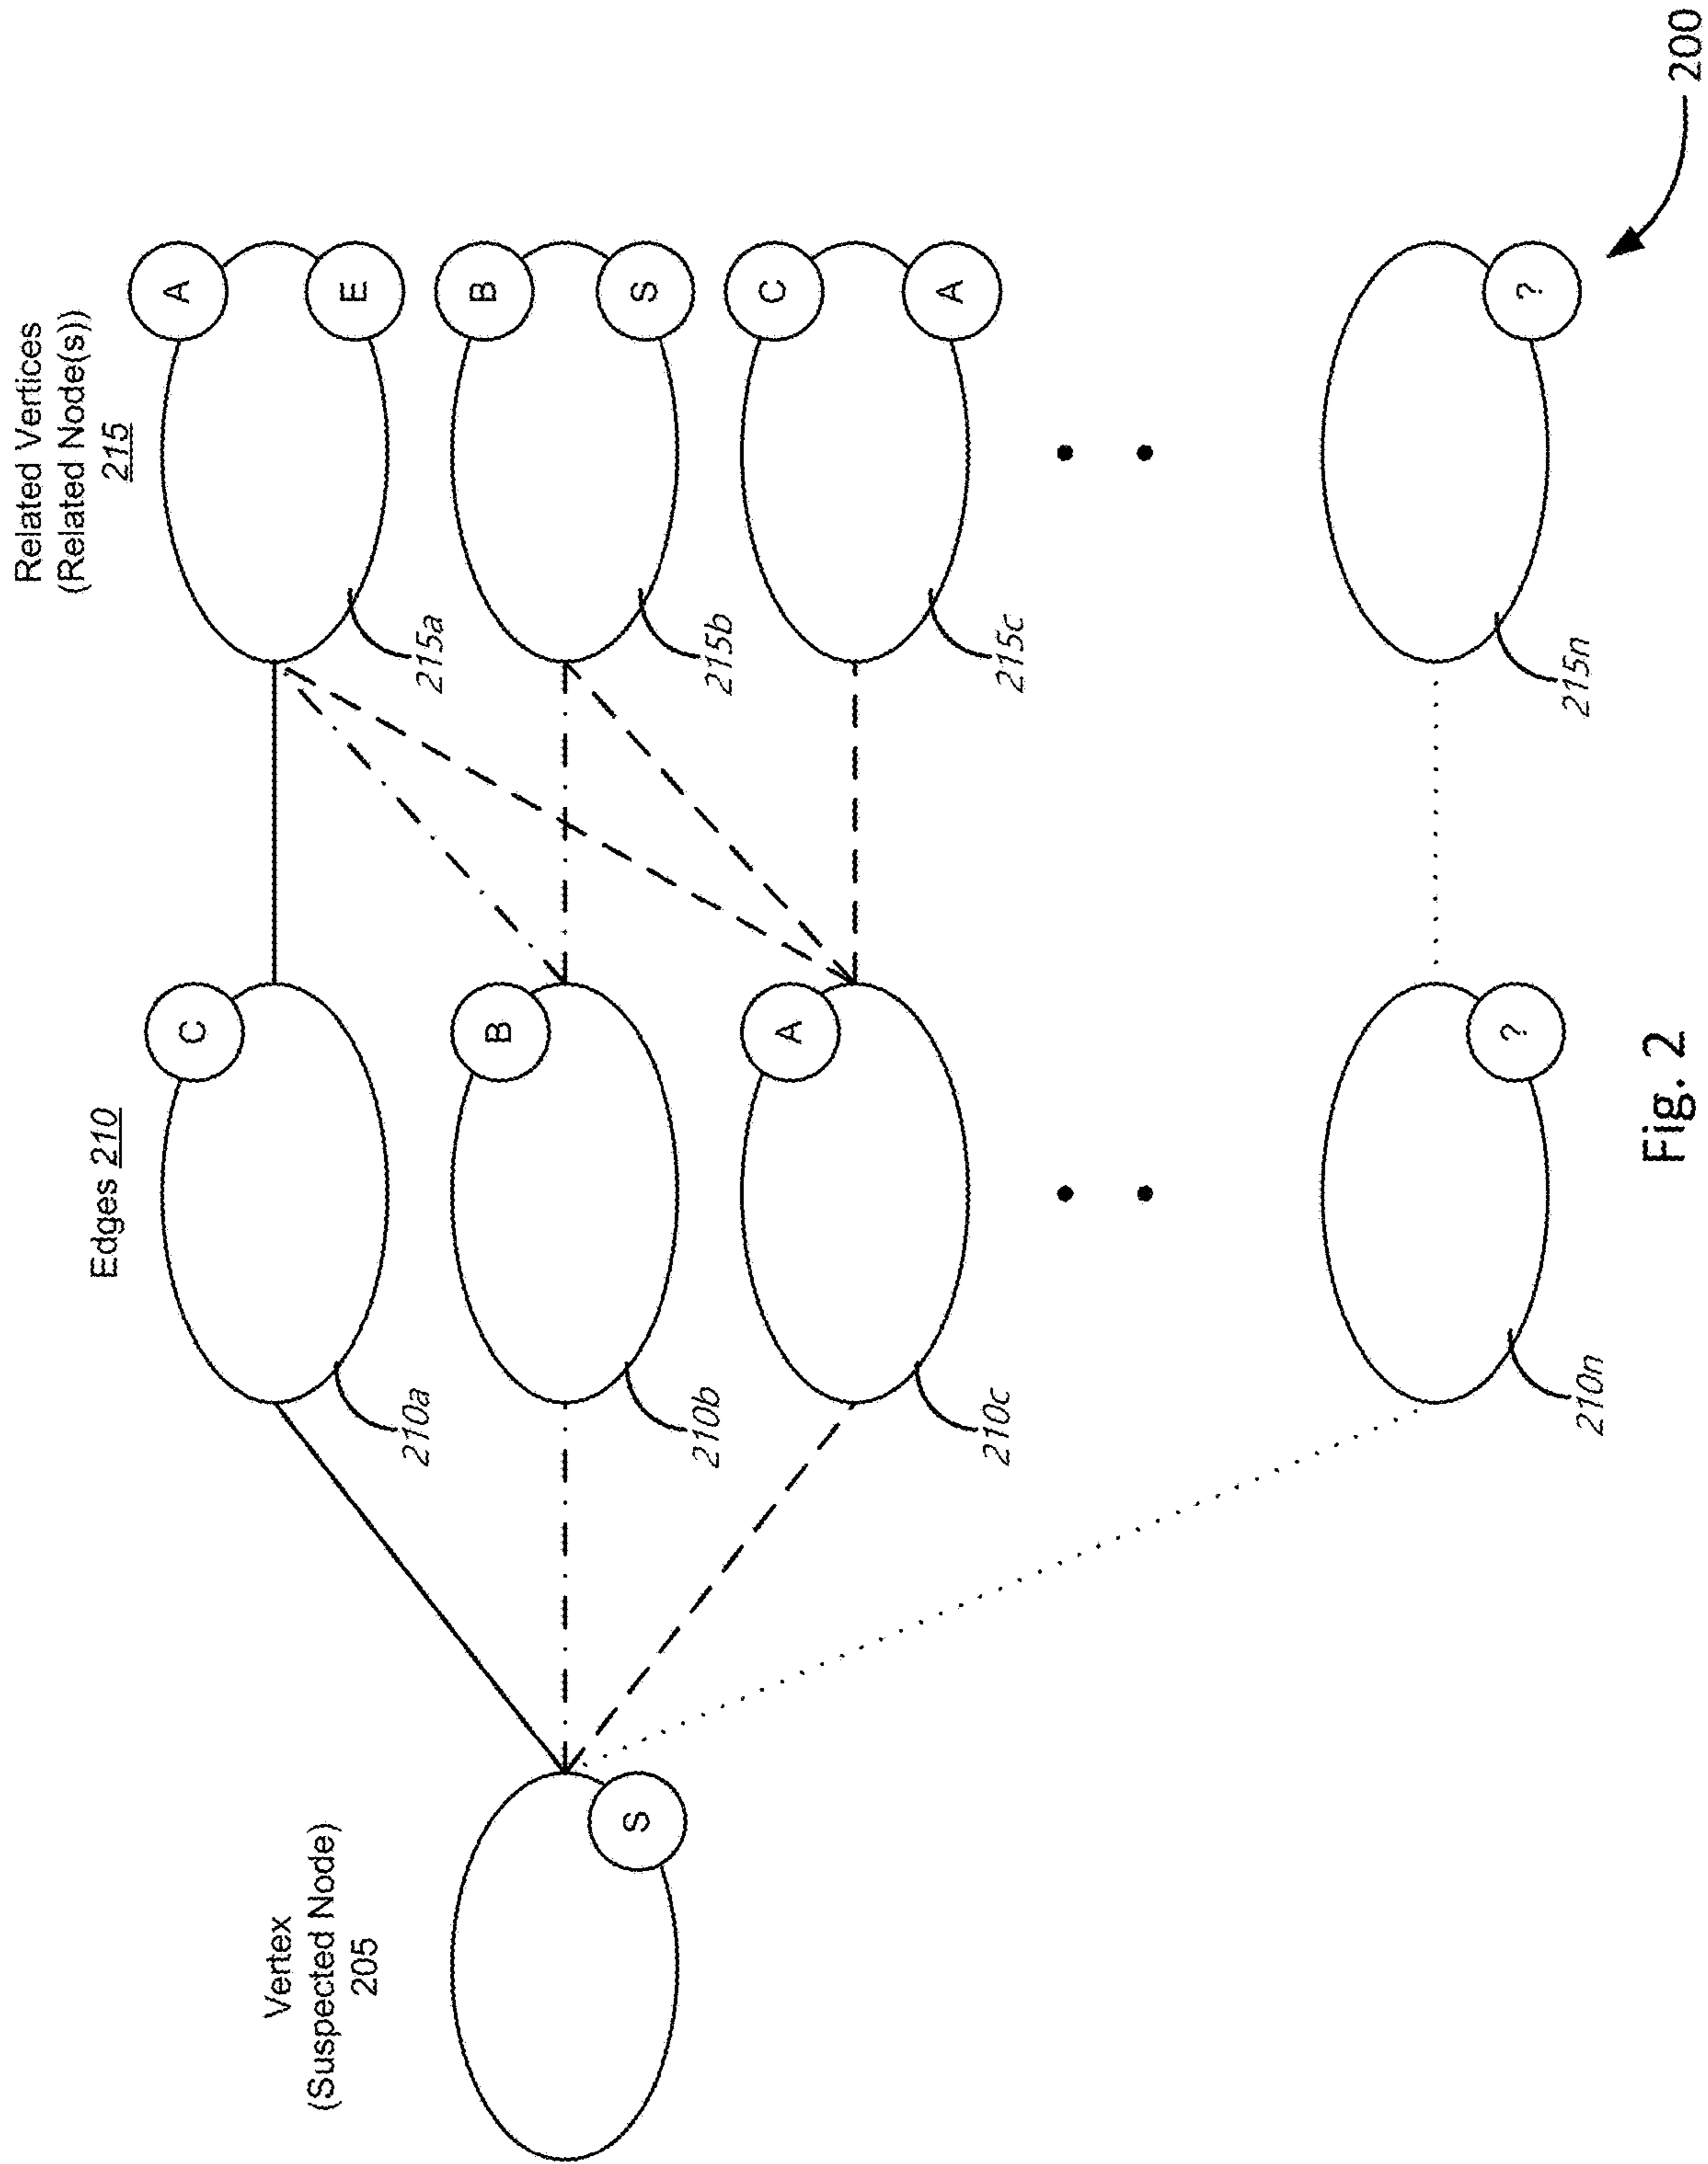 Vertex
(Suspected Node)
205
S
Edges 210
C
210a
B
210b
A
210c
?
210n
Related Vertices
(Related Node(s))
215
A
E
215a
B
S
215b
C
A
215c
?
215n
200
Fig. 2